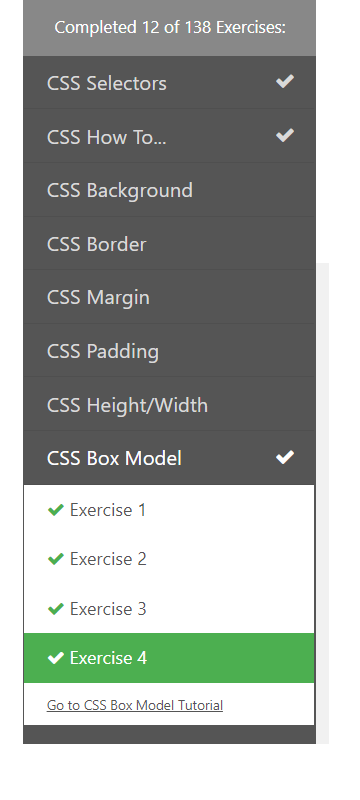 Completed 12 of 138 Exercises:
CSS Selectors
CSS How To...
CSS Background
CSS Border
CSS Margin
CSS Padding
CSS Height/Width
CSS Box Model
Exercise 1
Exercise 2
Exercise 3
Exercise 4
Go to CSS Box Model Tutorial